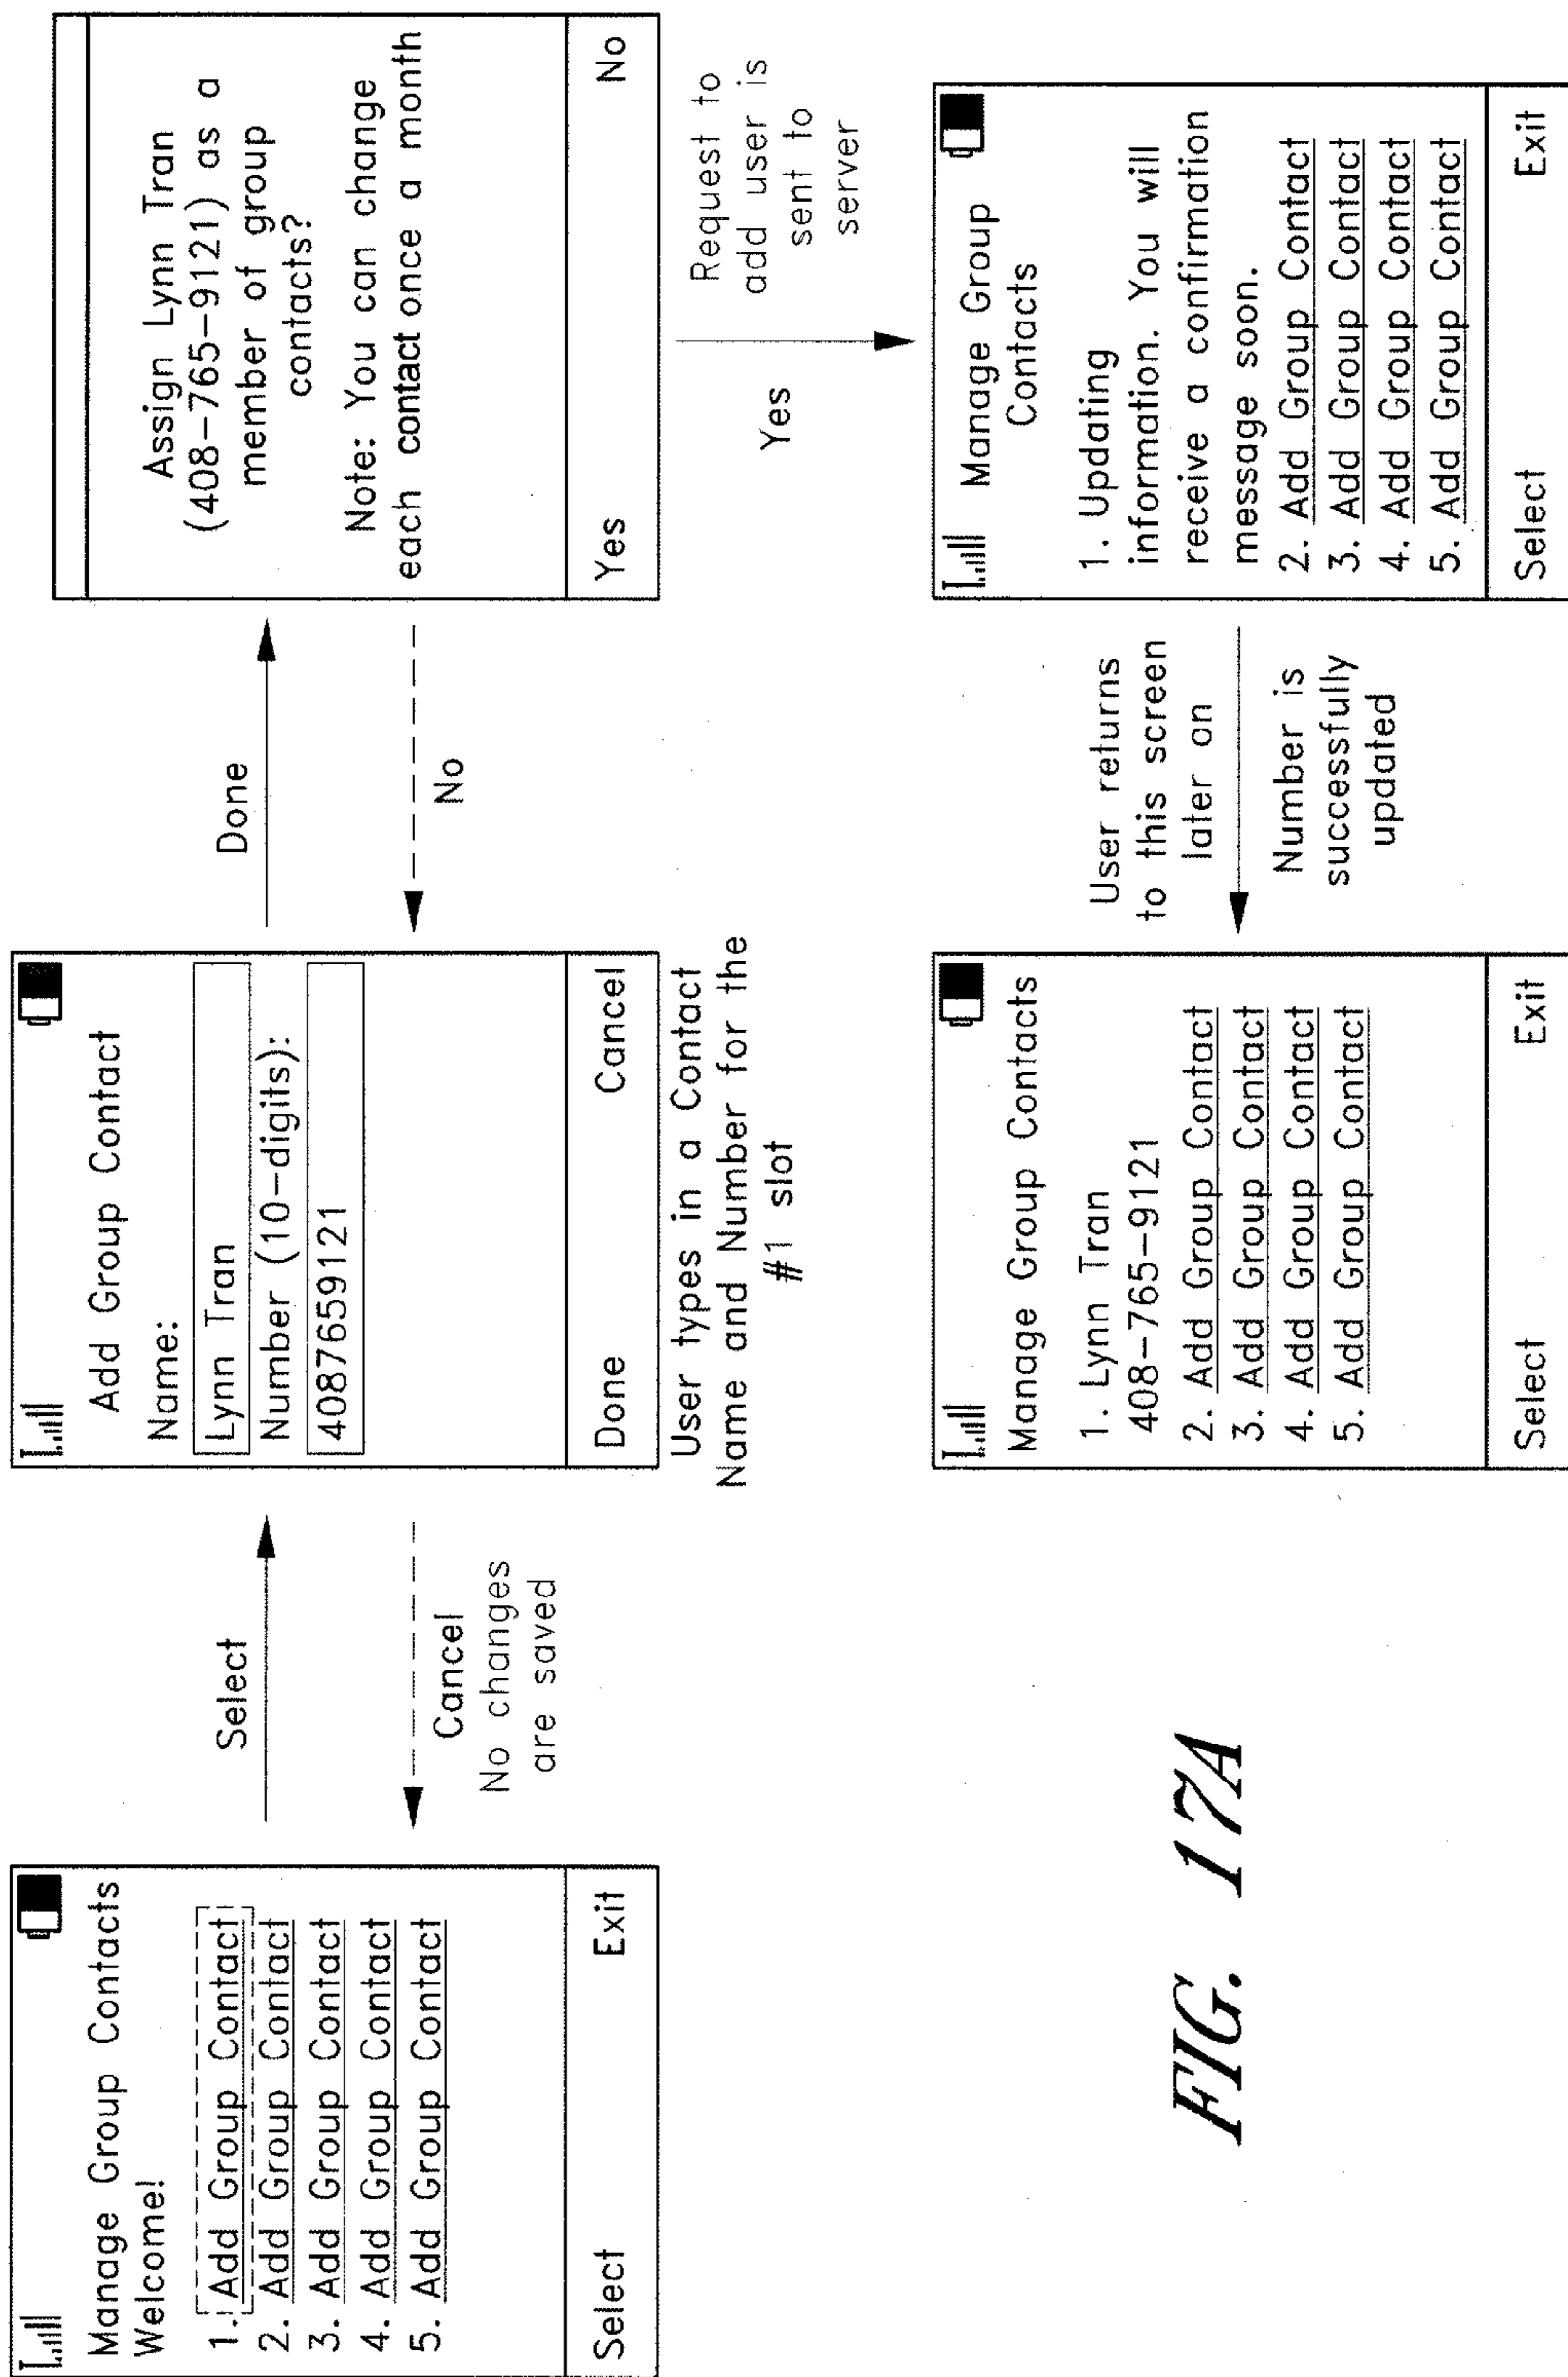 Manage Group Contacts
Welcome!
1. Add Group Contact
2. Add Group Contact
3. Add Group Contact
4. Add Group Contact
5. Add Group Contact
Select Exit
Select
Cancel
No changes
are saved
Add Group Contact
Name:
Lynn Tran
Number (10-digits):
4087659121
Done Cancel
User types in a Contact
Name and Number for the
#1 slot
Done
No
Assign Lynn Tran
(408-765-9121) as a
member of group
contacts?
Note: You can change
each contact once a month
Yes No
Yes
Request to
add user is
sent to
server
Manage Group
Contacts
1. Updating
information. You will
receive a confirmation
message soon.
2. Add Group Contact
3. Add Group Contact
4. Add Group Contact
5. Add Group Contact
Select Exit
User returns
to this screen
later on
Number is
successfully
updated
Manage Group Contacts
1. Lynn Tran
408-765-9121
2. Add Group Contact
3. Add Group Contact
4. Add Group Contact
5. Add Group Contact
Select Exit
FIG. 17A